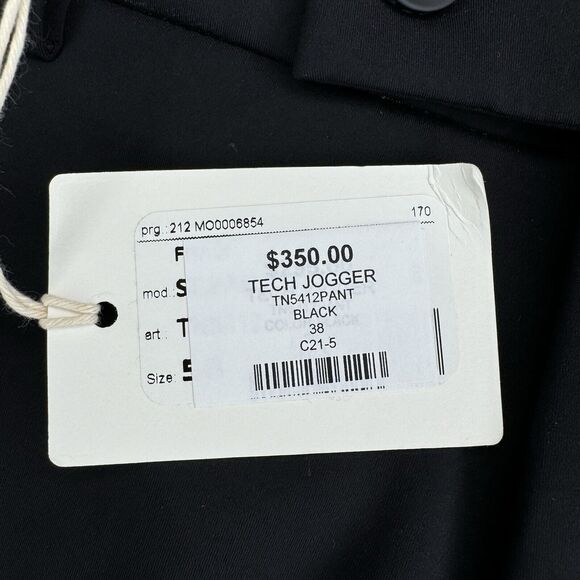 prg.: 212 MO0006854 170
$350.00
TECH JOGGER
mod.: S
TN5412PANT
BLACK
art.: T
38
C21-5
Size: